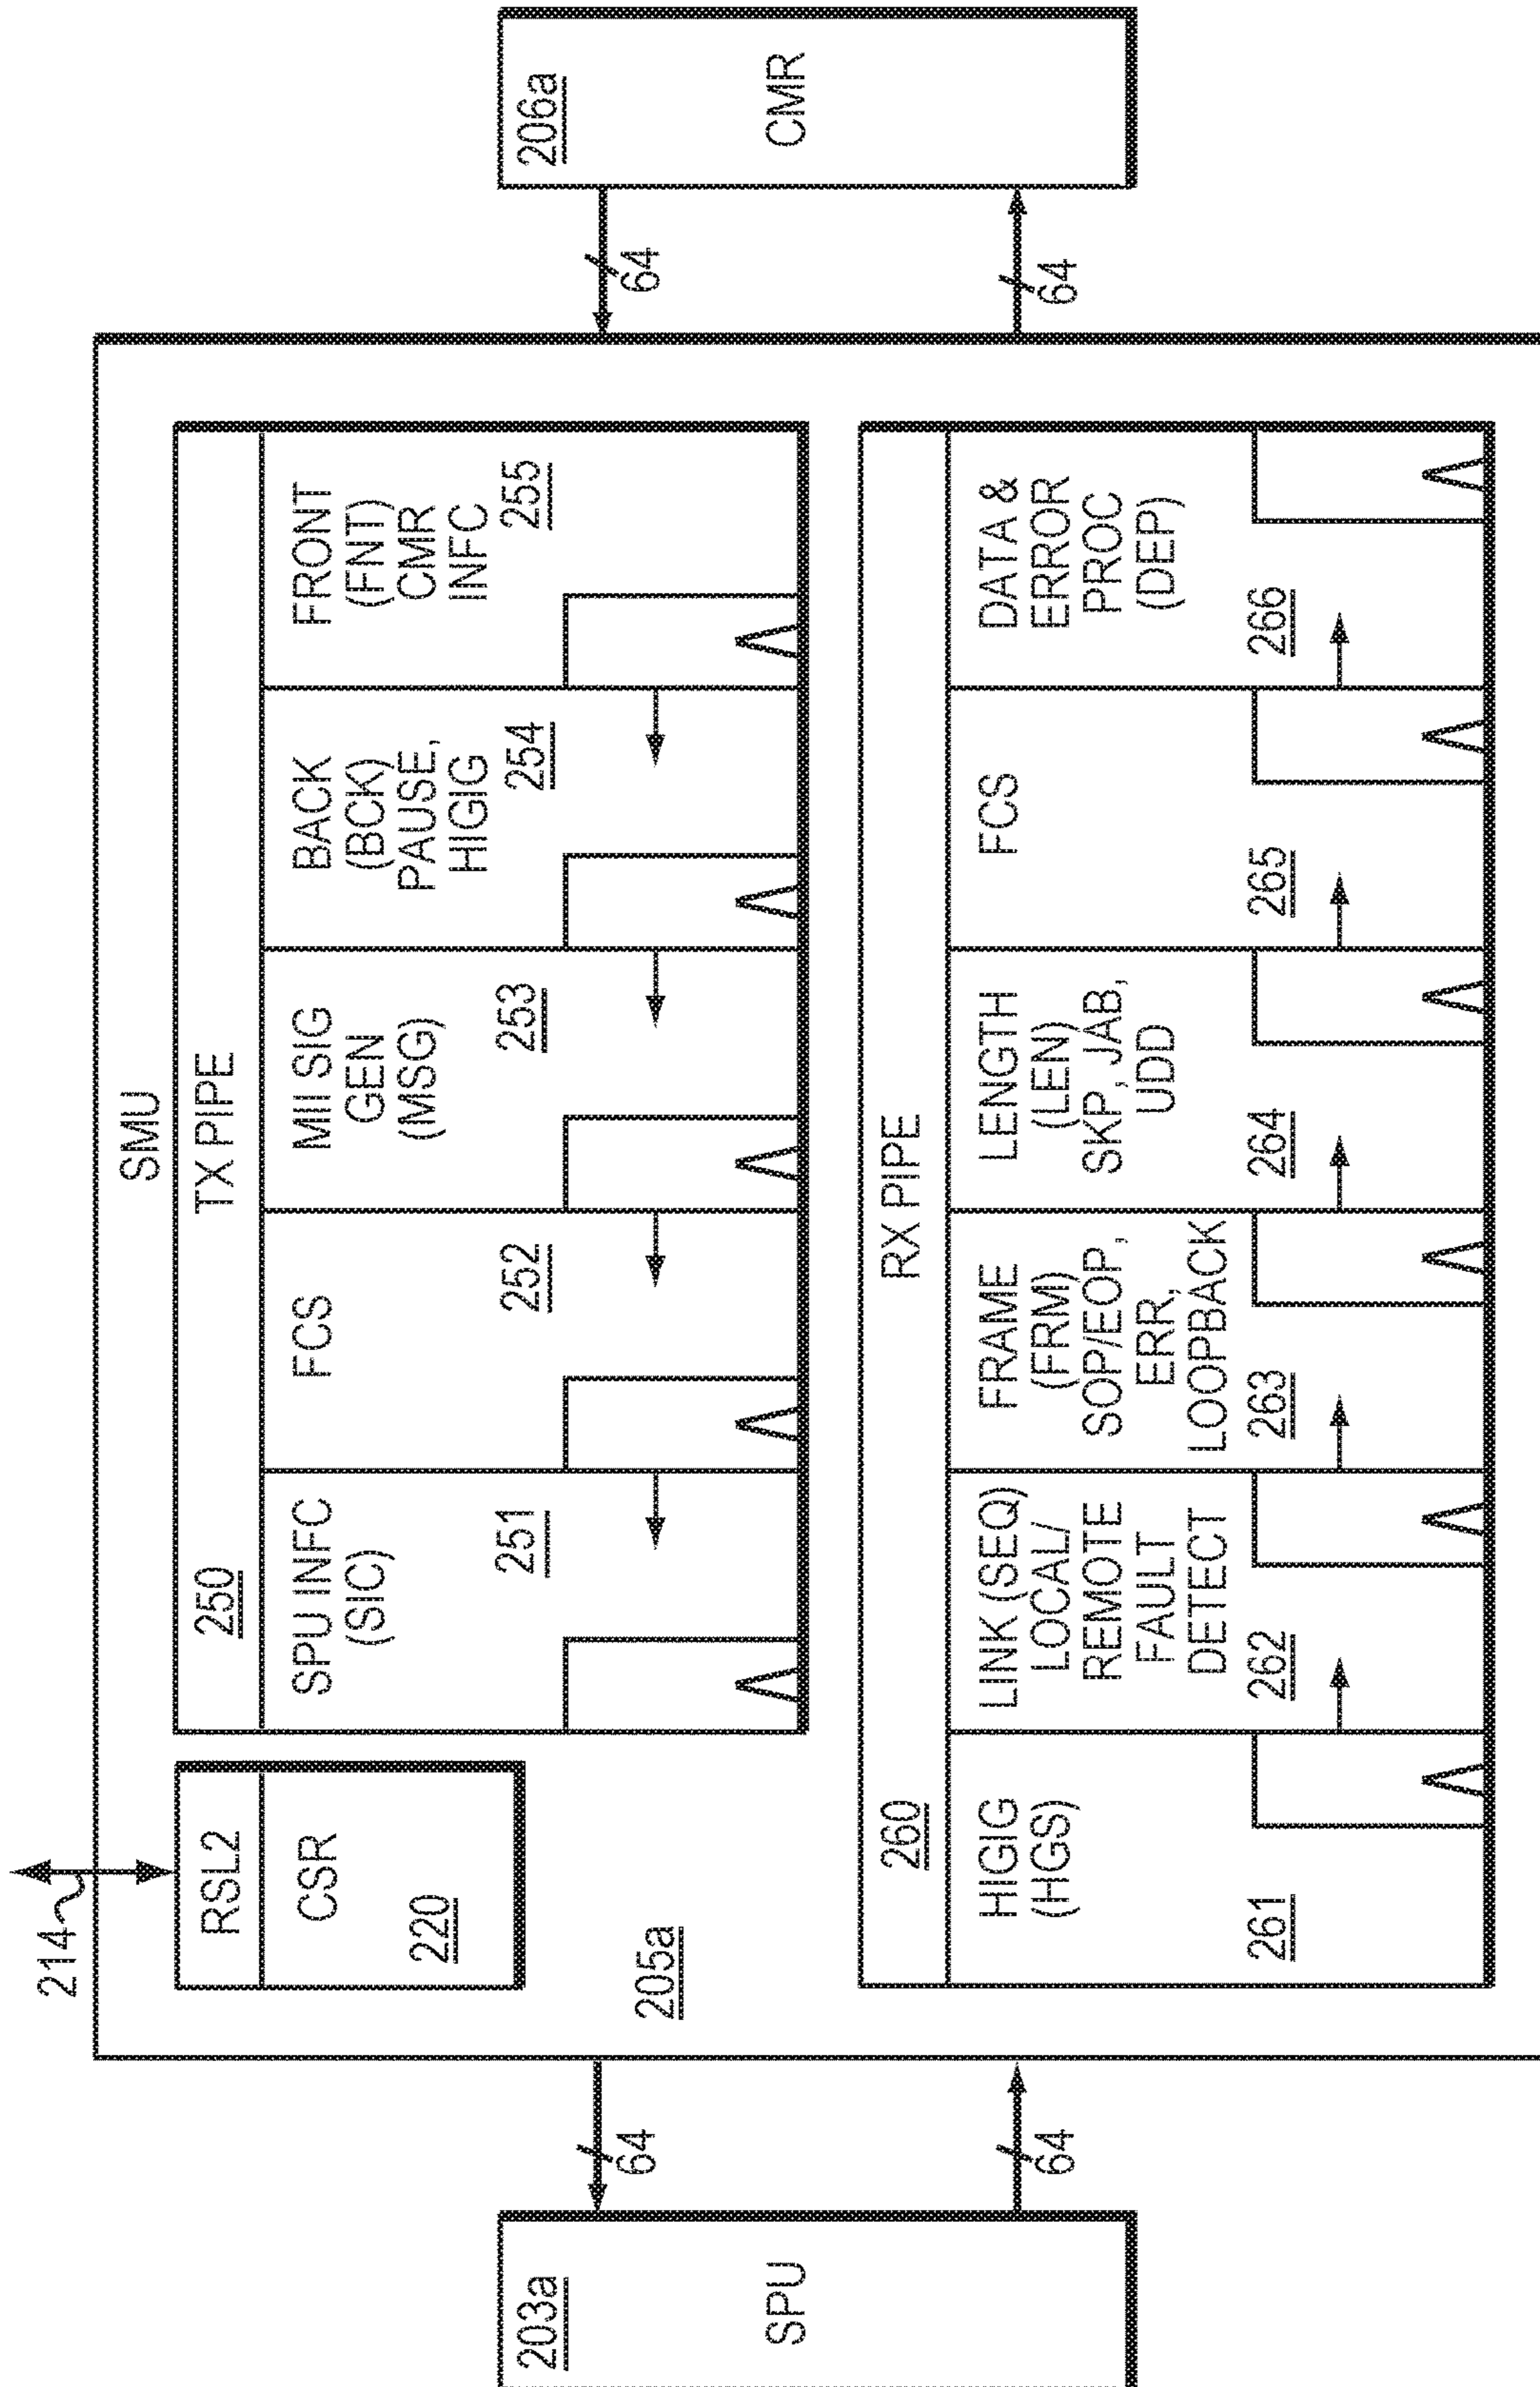 214
SMU
RSL2
CSR
220
205a
250
TX PIPE
SPU INFC
(SIC)
251
FCS
252
MII SIG
GEN
(MSG)
253
BACK
(BCK)
PAUSE,
HIGIG
254
FRONT
(FNT)
CMR
INFC
255
260
RX PIPE
HIGIG
(HGS)
261
LINK (SEQ)
LOCAL/
REMOTE
FAULT
DETECT
262
FRAME
(FRM)
SOP/EOP,
ERR,
LOOPBACK
263
LENGTH
(LEN)
SKP, JAB,
UDD
264
FCS
265
DATA &
ERROR
PROC
(DEP)
266
203a
SPU
64
64
206a
CMR
64
64